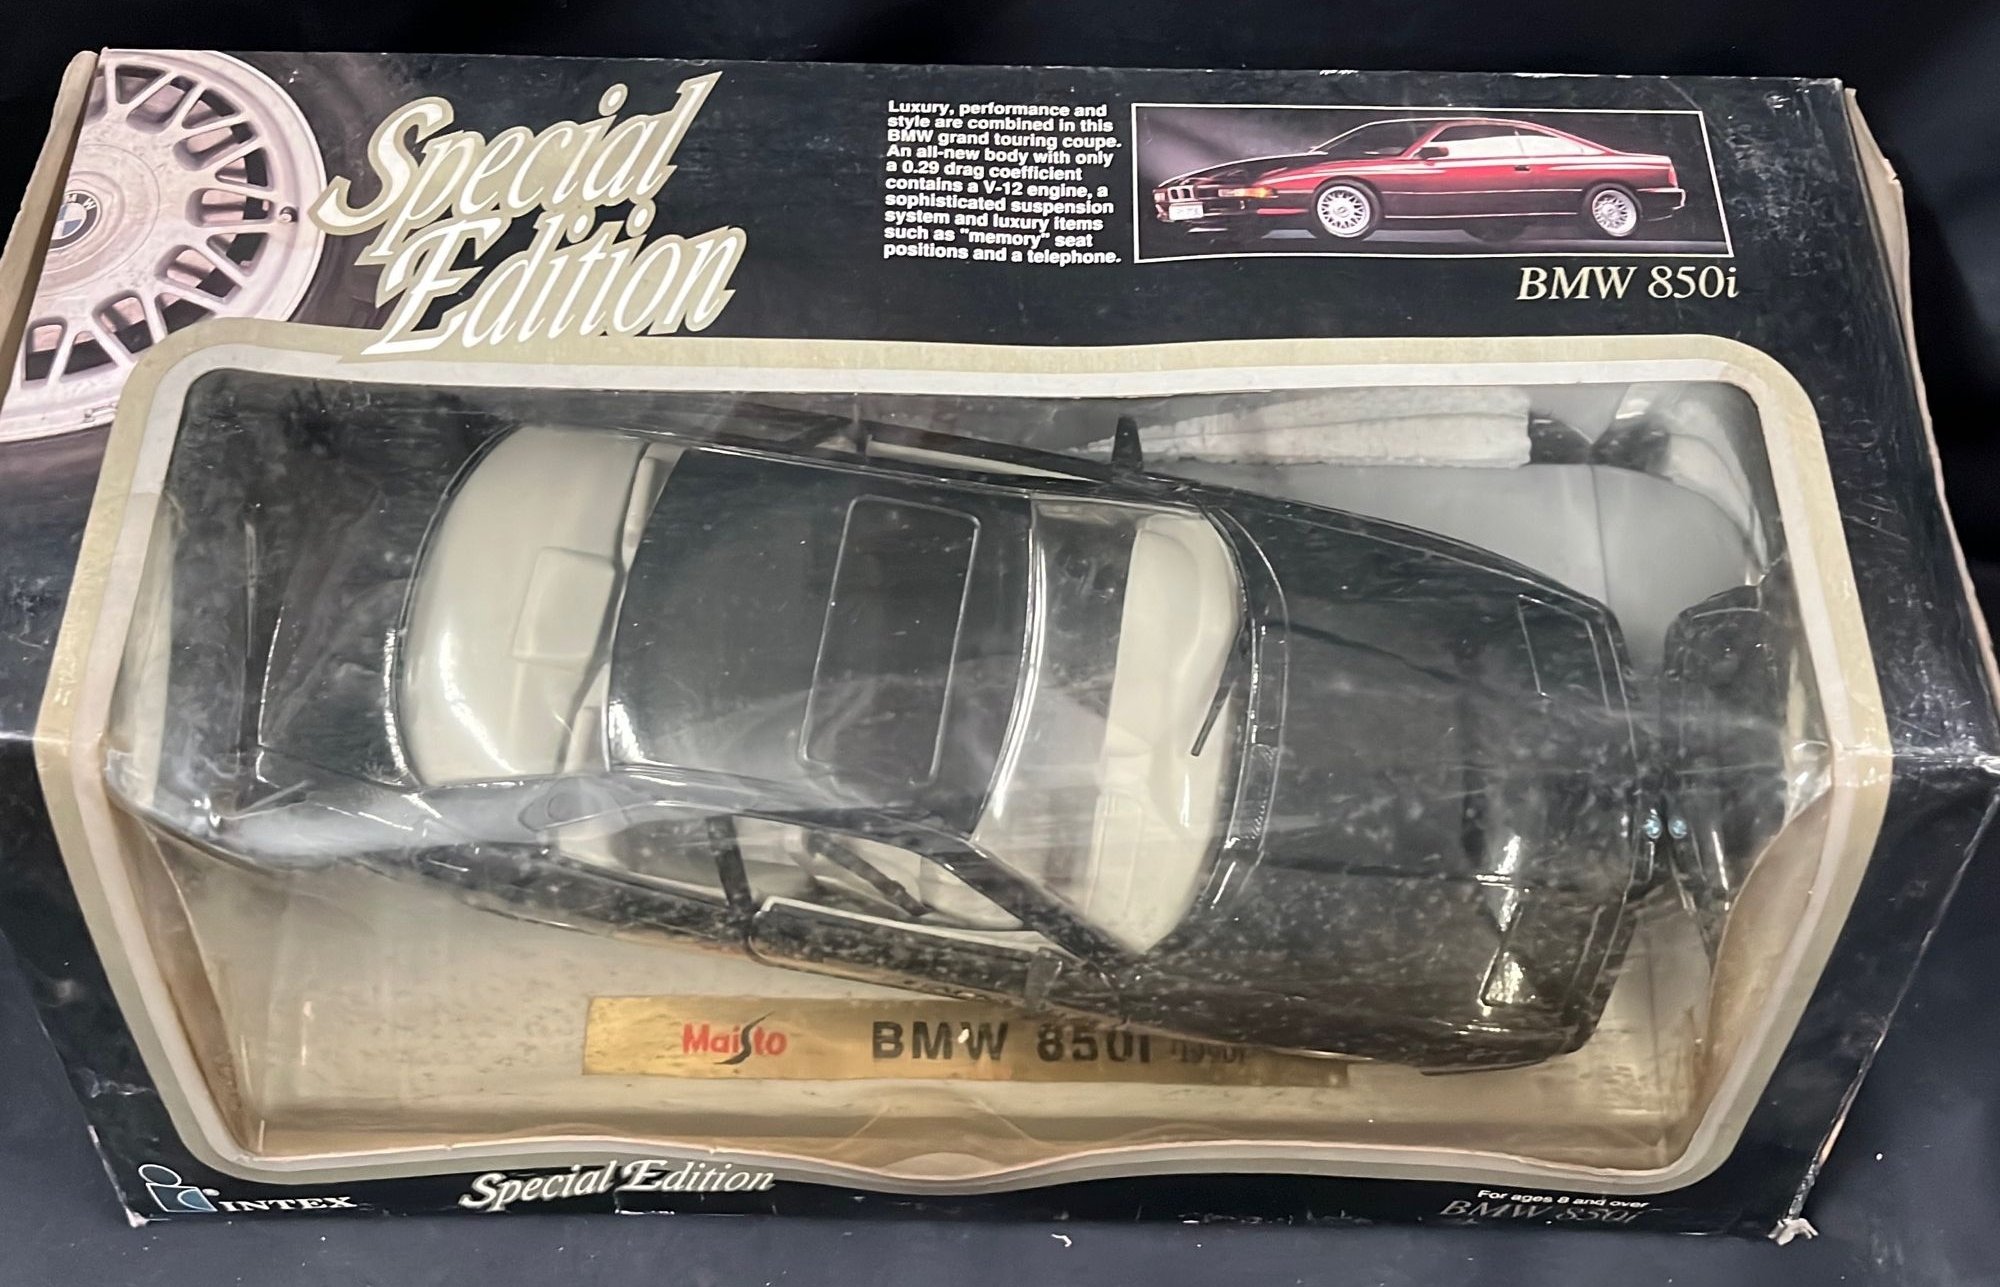 Special
Edition
Luxury, performance and
style are combined in this
BMW grand touring coupe.
An all-new body with only
a 0.29 drag coefficient
contains a V-12 engine, a
sophisticated suspension
system and luxury items
such as "memory" seat
positions and a telephone.
BMW 850i
BMW
Maisto
BMW 850i (1990)
INTEX
Special Edition
For ages 8 and over
BMW 850i